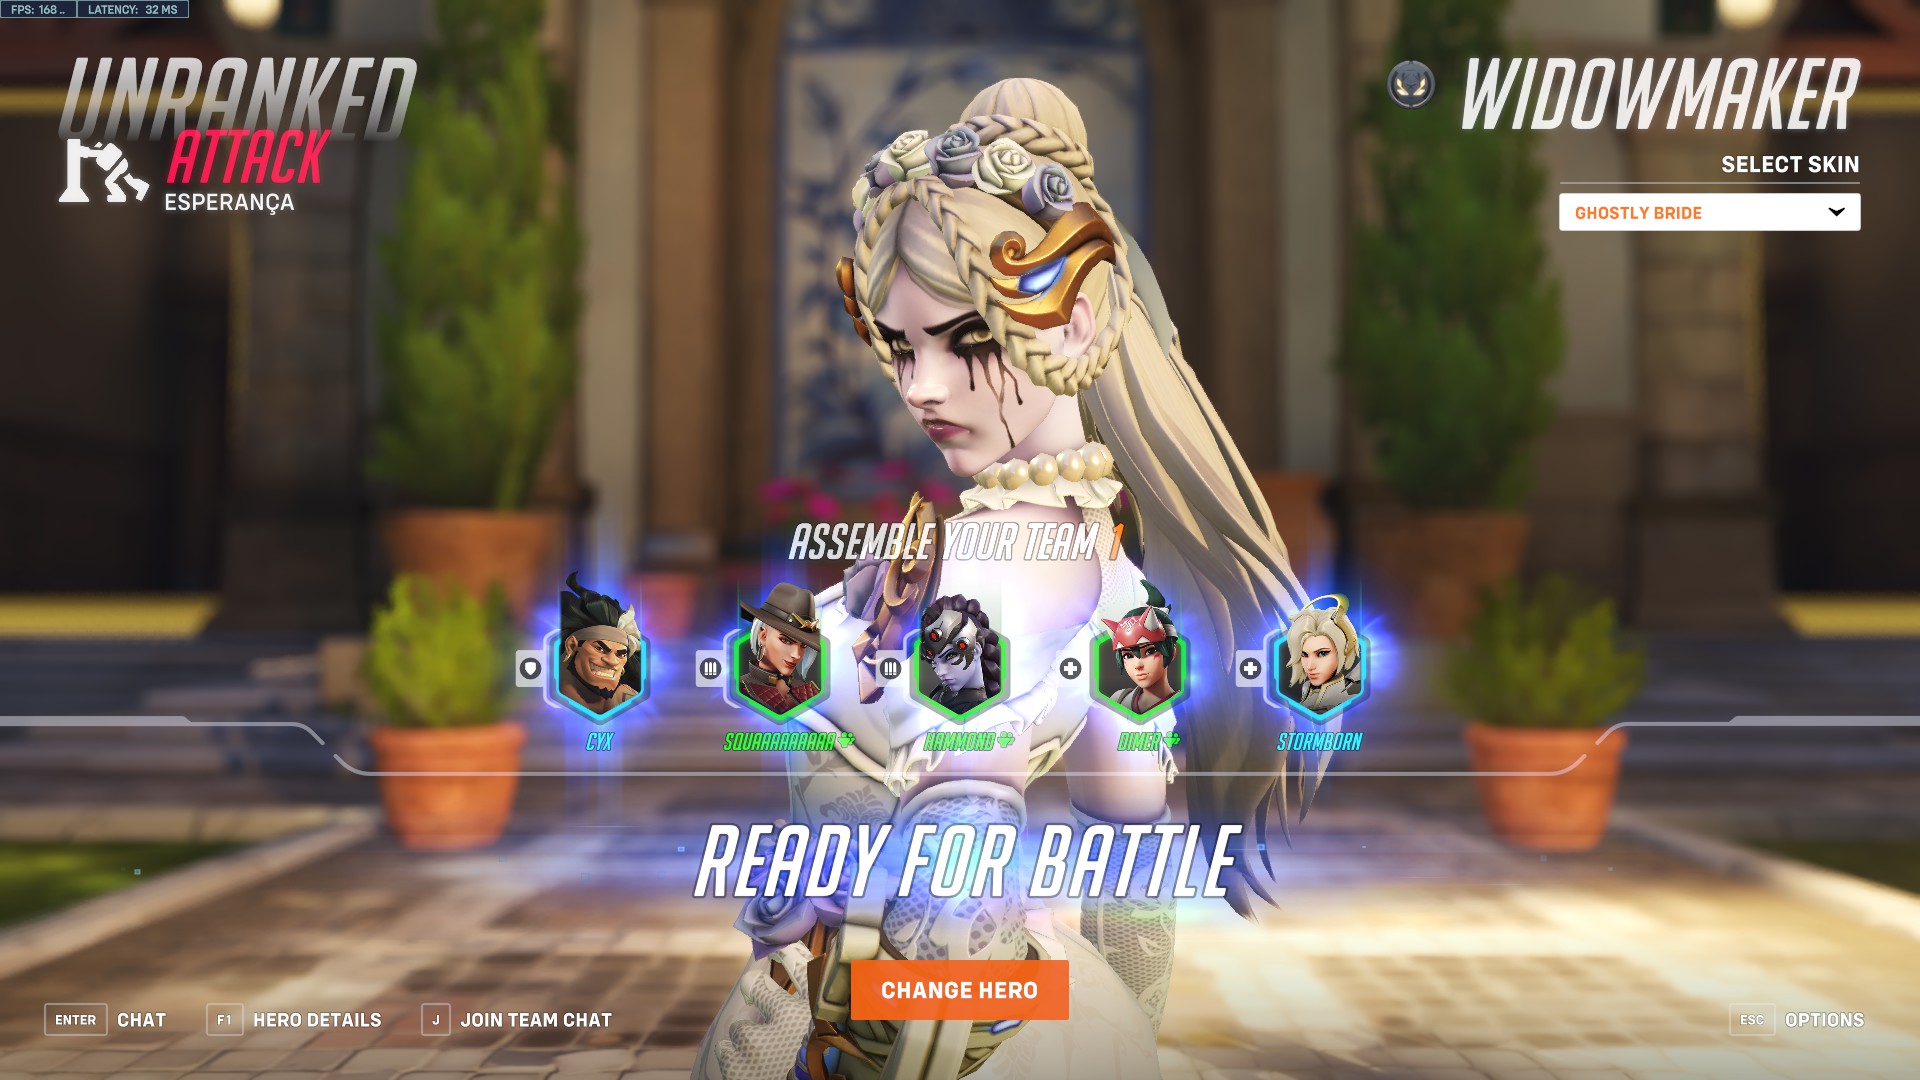 FPS: 168 .. LATENCY: 32 MS
UNRANKED
ATTACK
ESPERANÇA
WIDOWMAKER
SELECT SKIN
GHOSTLY BRIDE
ASSEMBLE YOUR TEAM 1
CYX
SQUAAAAAAAAA
HAMMOND
DIMER
STORMBORN
READY FOR BATTLE
CHANGE HERO
ENTER CHAT
F1 HERO DETAILS
J JOIN TEAM CHAT
ESC OPTIONS